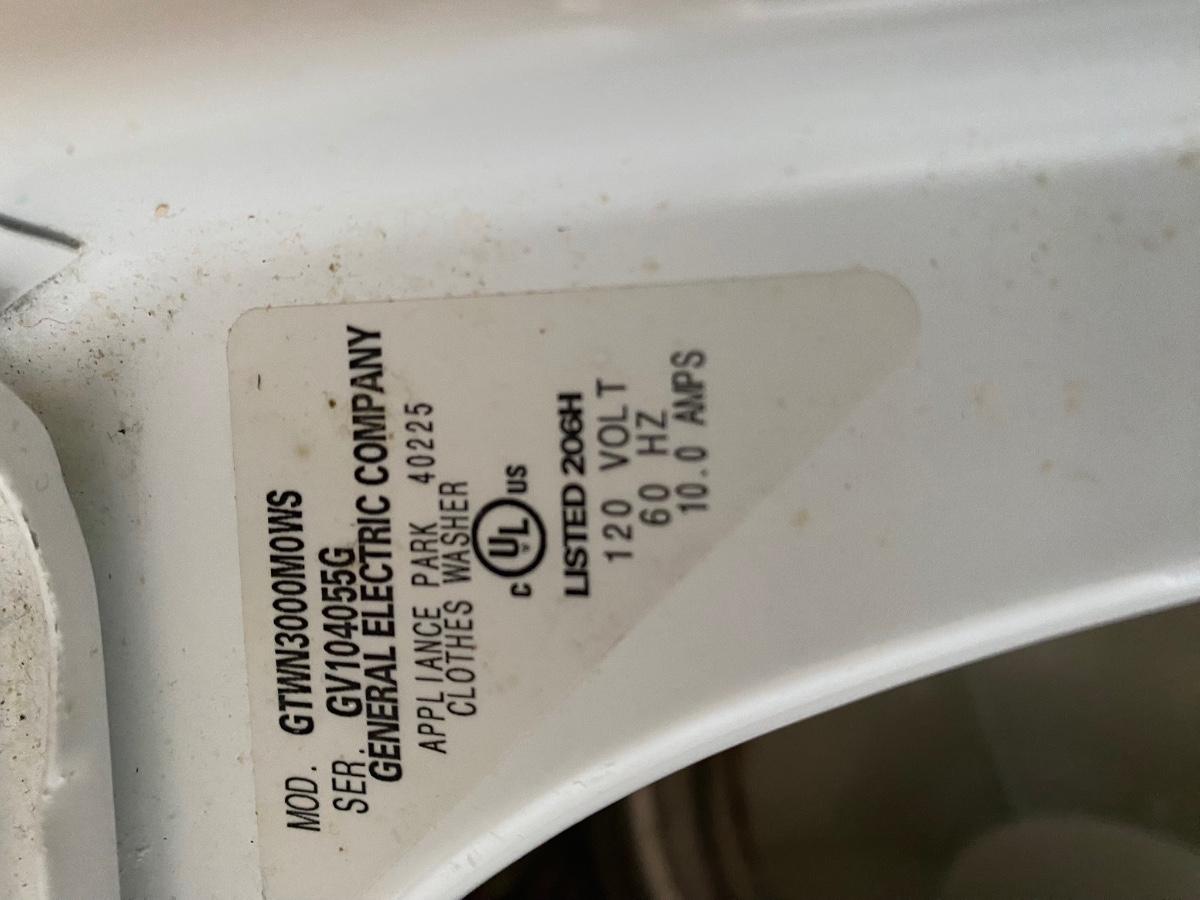 MOD. GTWN3000M0WS
SER. GV104055G
GENERAL ELECTRIC COMPANY
APPLIANCE PARK 40225
CLOTHES WASHER
C UL US
LISTED 206H
120 VOLT
60 HZ
10.0 AMPS